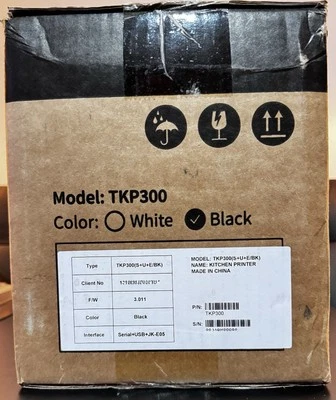 Model: TKP300
Color: White Black
Type TKP300(S+U+E/BK)
Client No
F/W 3.011
Color Black
Interface Serial+USB+JK-E05
MODEL: TKP300(S+U+E/BK)
NAME: KITCHEN PRINTER
MADE IN CHINA
P/N:
TKP300
S/N: